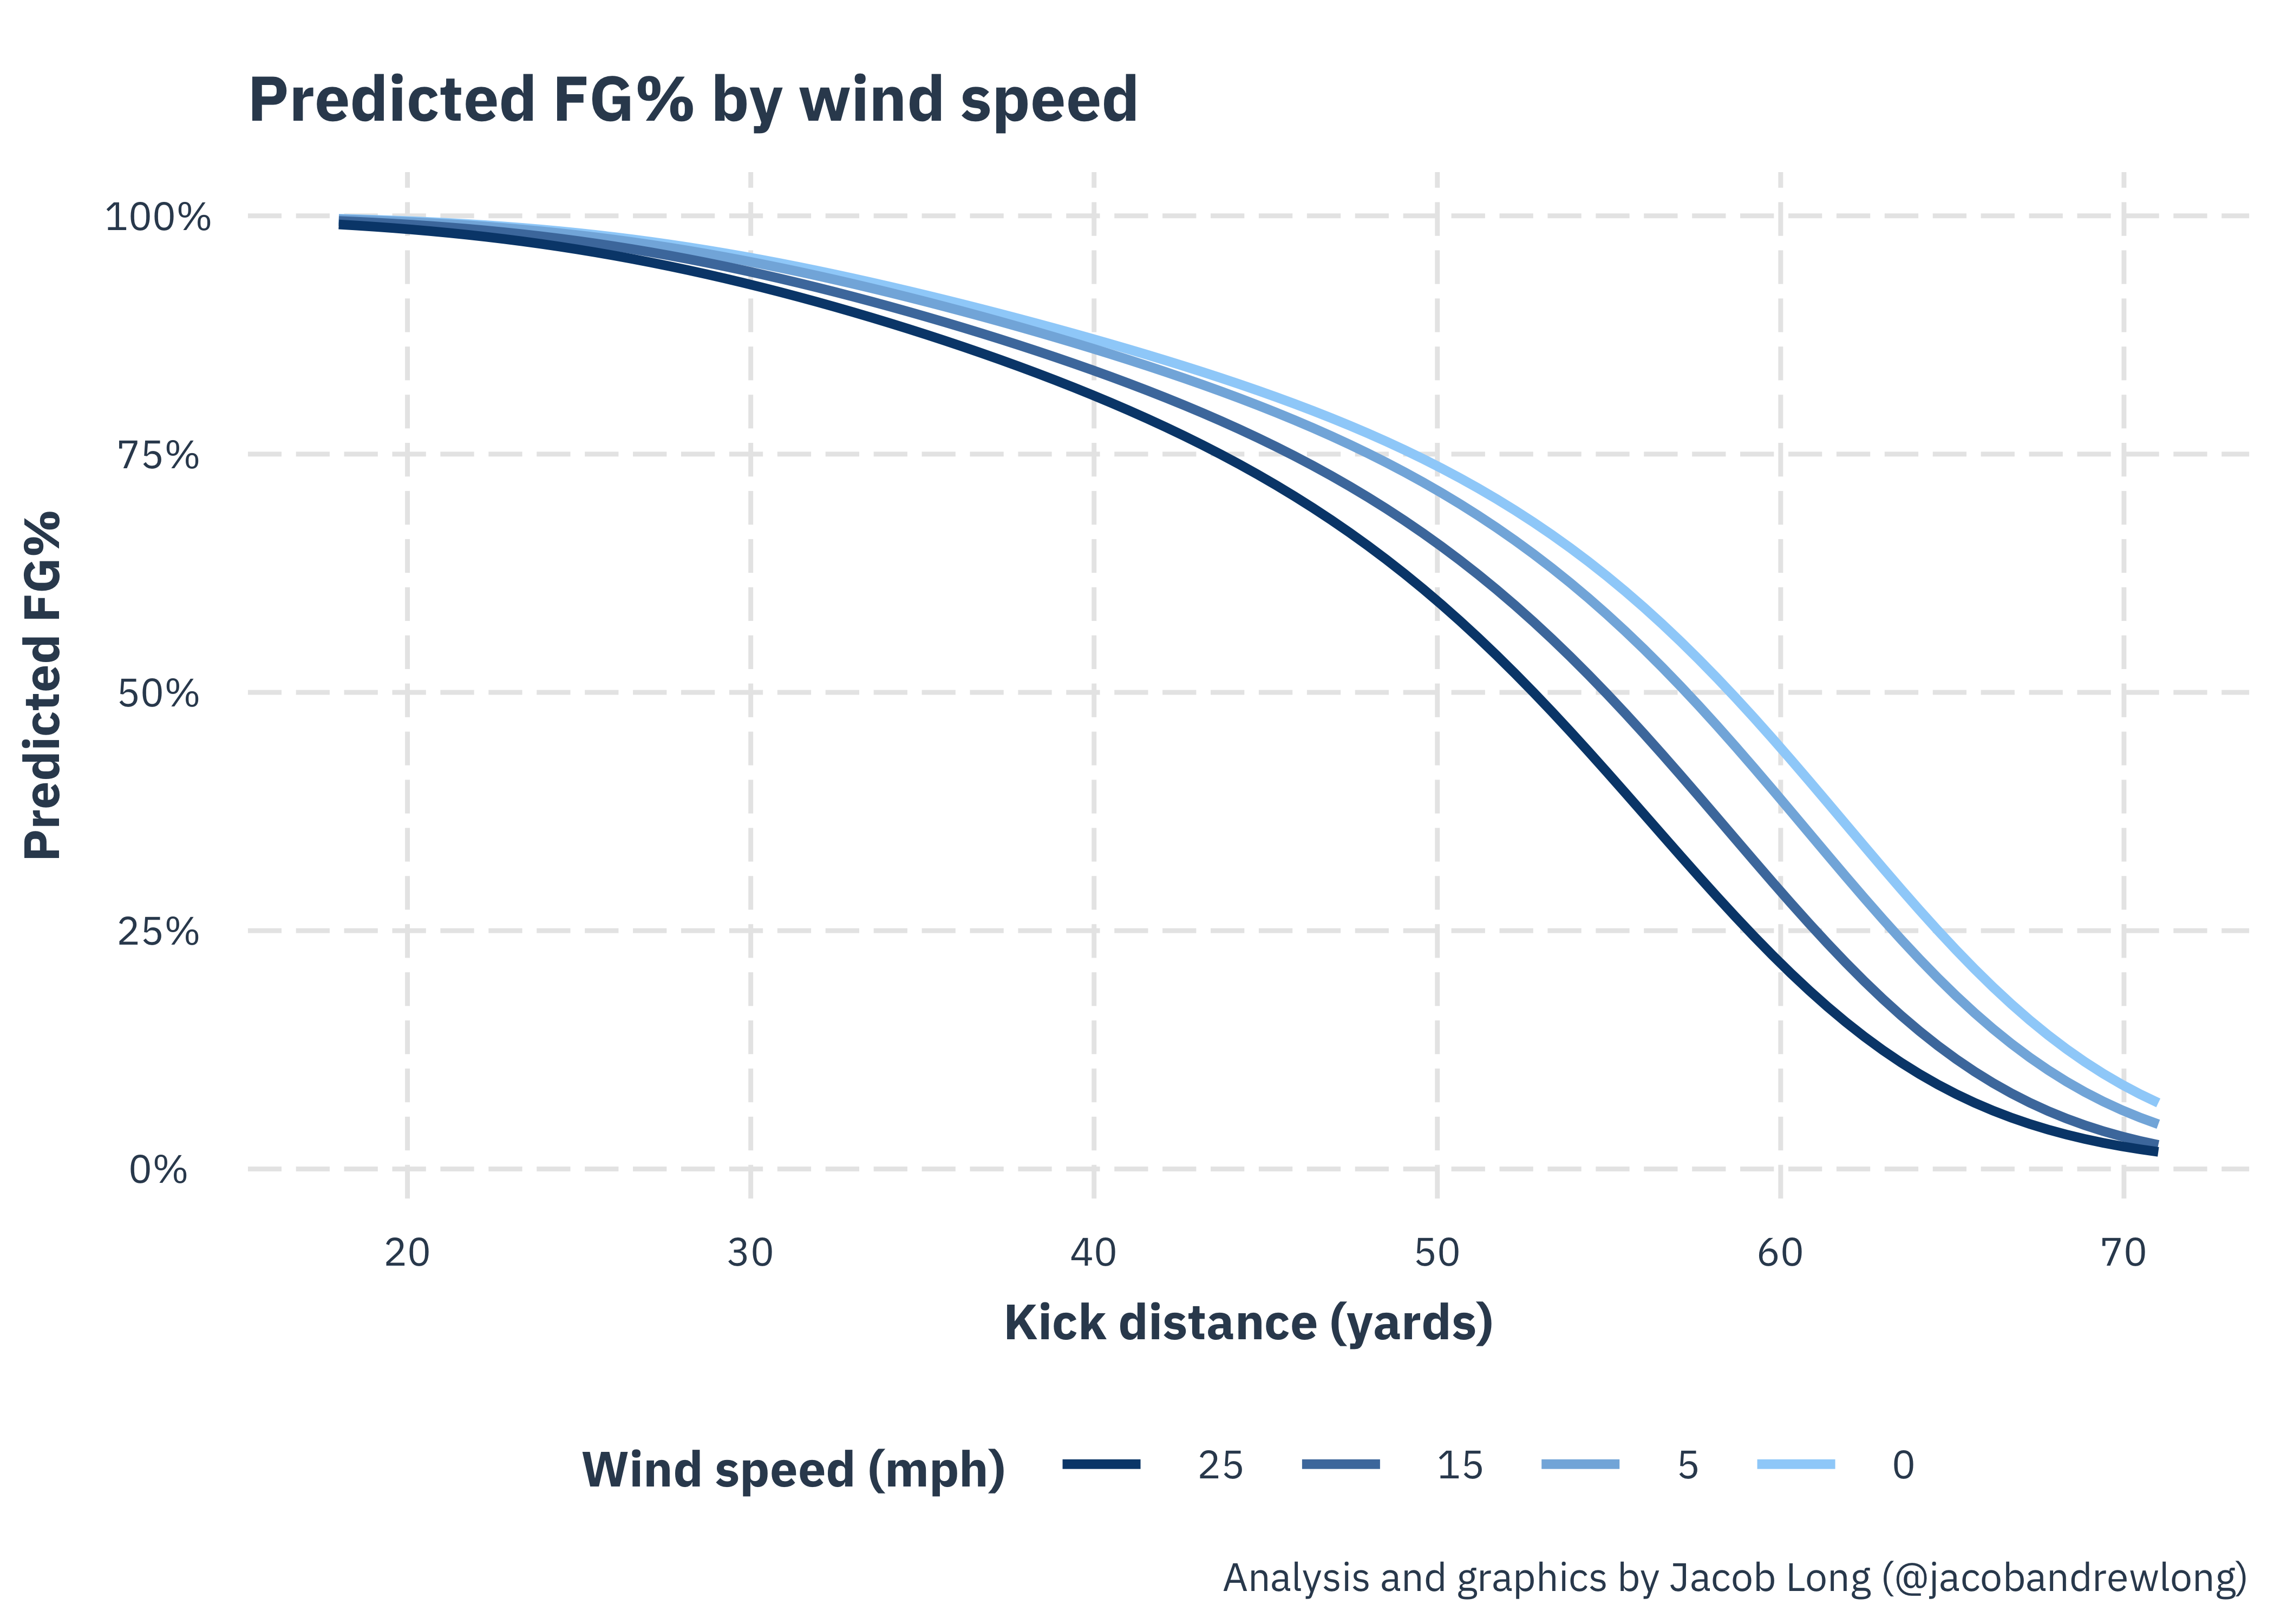 Predicted FG% by wind speed
Predicted FG%
100%
75%
50%
25%
0%
20 30 40 50 60 70
Kick distance (yards)
Wind speed (mph) 25 15 5 0
Analysis and graphics by Jacob Long (@jacobandrewlong)